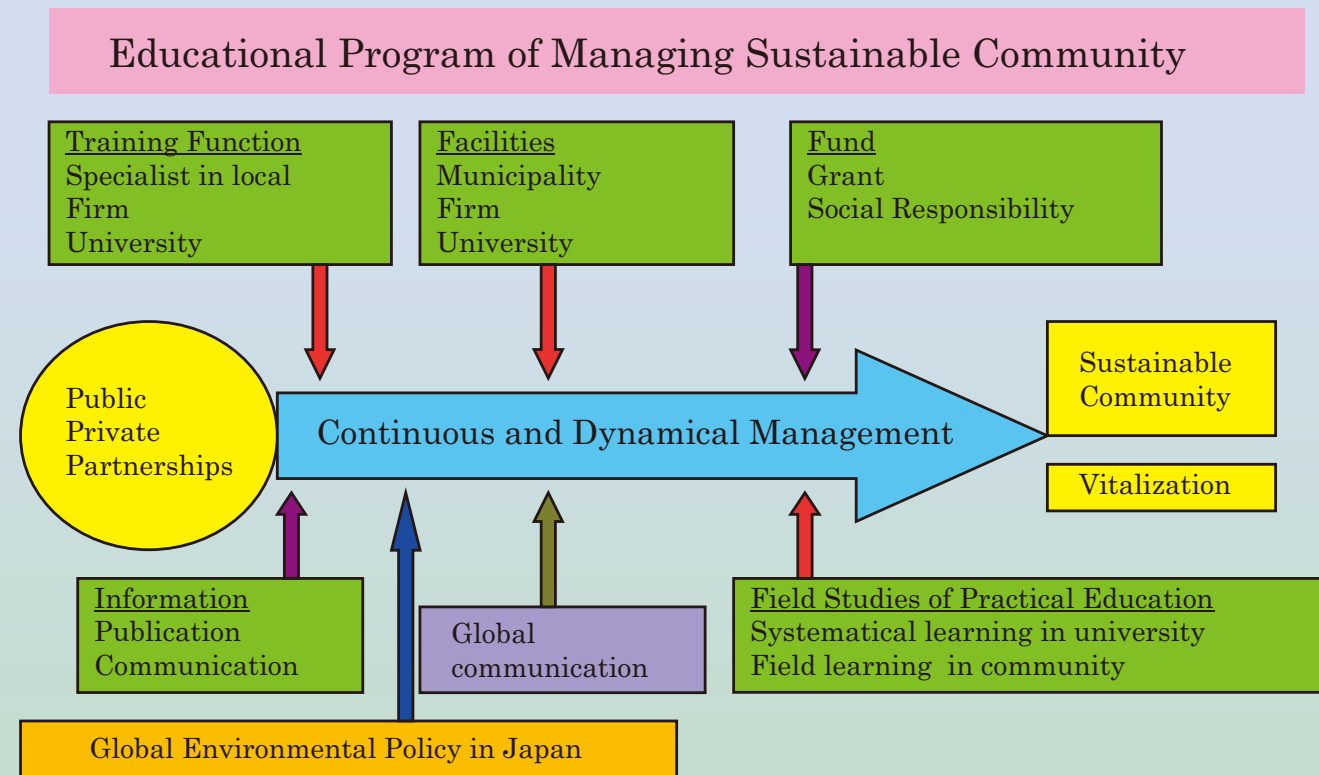 Educational Program of Managing Sustainable Community
Training Function
Specialist in local
Firm
University
Facilities
Municipality
Firm
University
Fund
Grant
Social Responsibility
Public
Private
Partnerships
Continuous and Dynamical Management
Sustainable
Community
Vitalization
Information
Publication
Communication
Global
communication
Field Studies of Practical Education
Systematical learning in university
Field learning in community
Global Environmental Policy in Japan